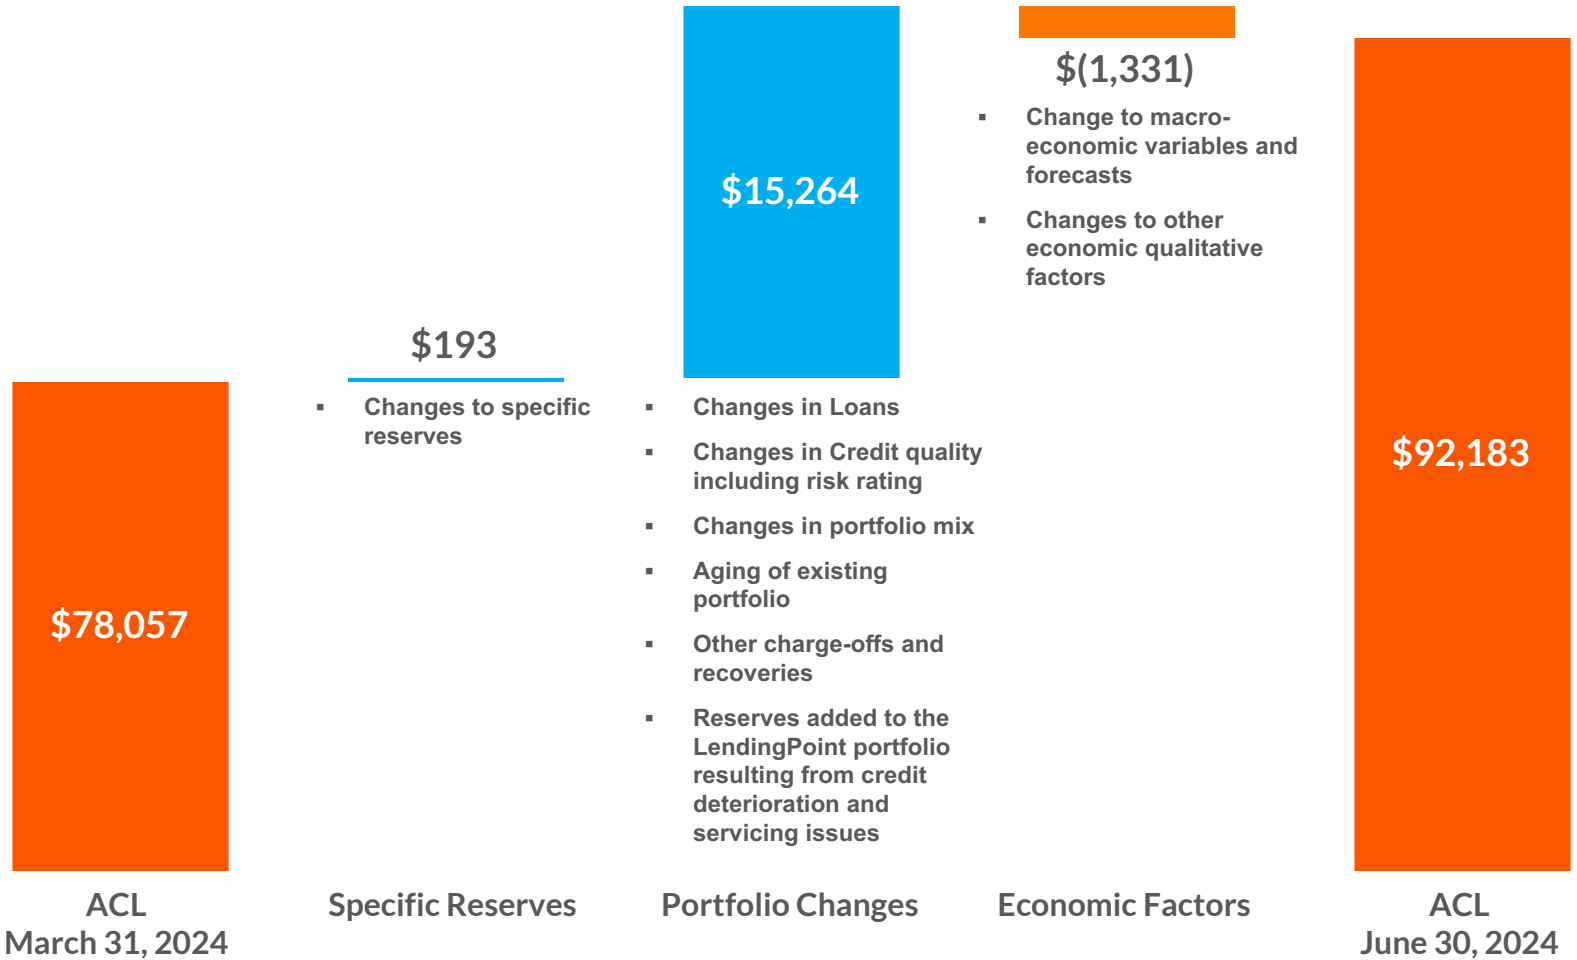 $78,057
ACL
March 31, 2024
$193
▪ Changes to specific
reserves
Specific Reserves
$15,264
▪ Changes in Loans
▪ Changes in Credit quality
including risk rating
▪ Changes in portfolio mix
▪ Aging of existing
portfolio
▪ Other charge-offs and
recoveries
▪ Reserves added to the
LendingPoint portfolio
resulting from credit
deterioration and
servicing issues
Portfolio Changes
$(1,331)
▪ Change to macro-
economic variables and
forecasts
▪ Changes to other
economic qualitative
factors
Economic Factors
$92,183
ACL
June 30, 2024